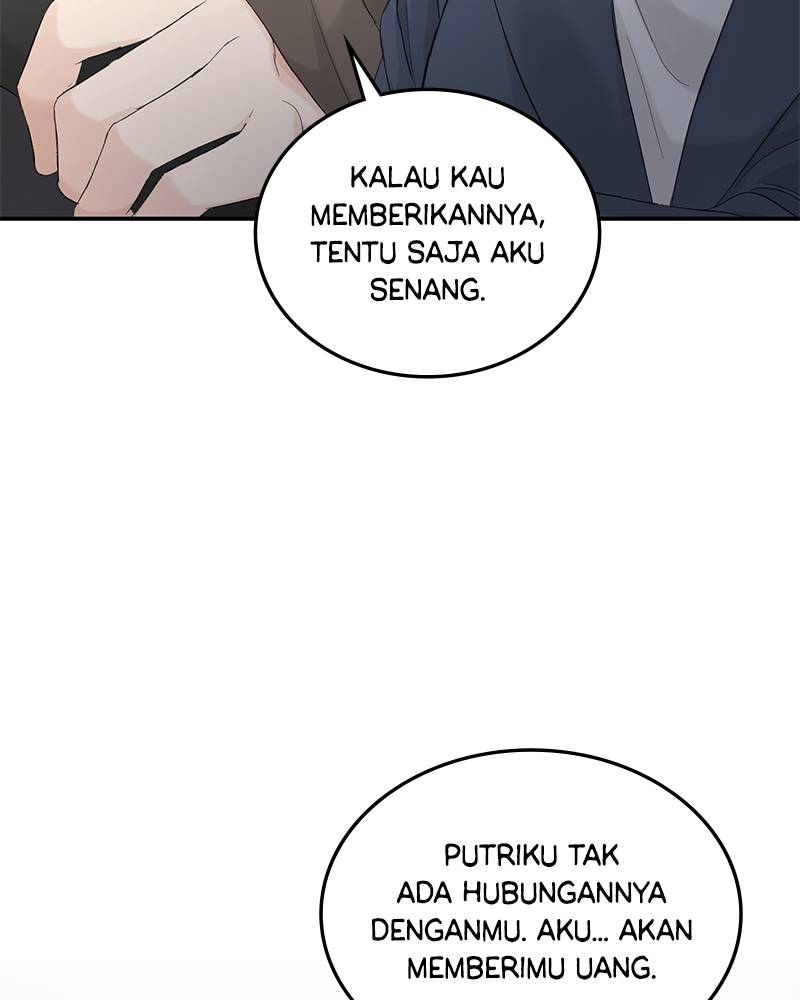 KALAU KAU
MEMBERIKANNYA,
TENTU SAJA AKU
SENANG.
PUTRIKU TAK
ADA HUBUNGANNYA
DENGANMU. AKU... AKAN
MEMBERIMU UANG.